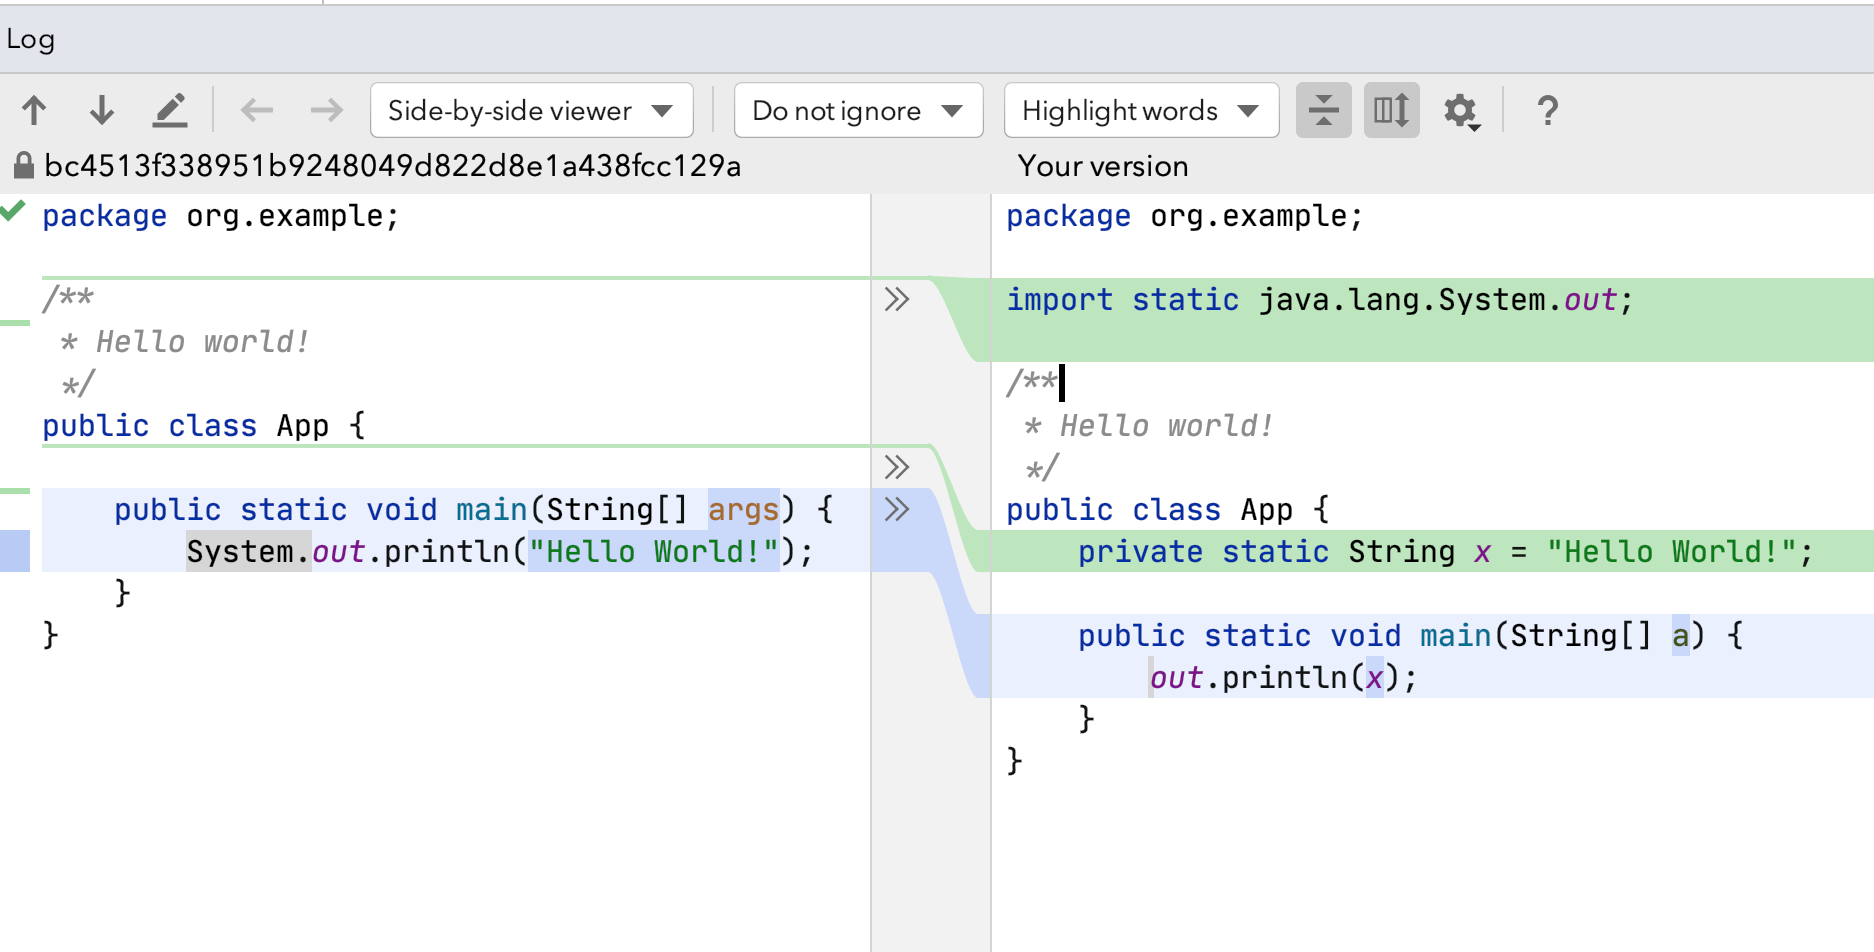 Log
Side-by-side viewer Do not ignore Highlight words ?
bc4513f338951b9248049d822d8e1a438fcc129a
Your version
package org.example;
/**
 * Hello world!
 */
public class App {
    public static void main(String[] args) {
        System.out.println("Hello World!");
    }
}
package org.example;
import static java.lang.System.out;
/**
 * Hello world!
 */
public class App {
    private static String x = "Hello World!";
    public static void main(String[] a) {
        out.println(x);
    }
}